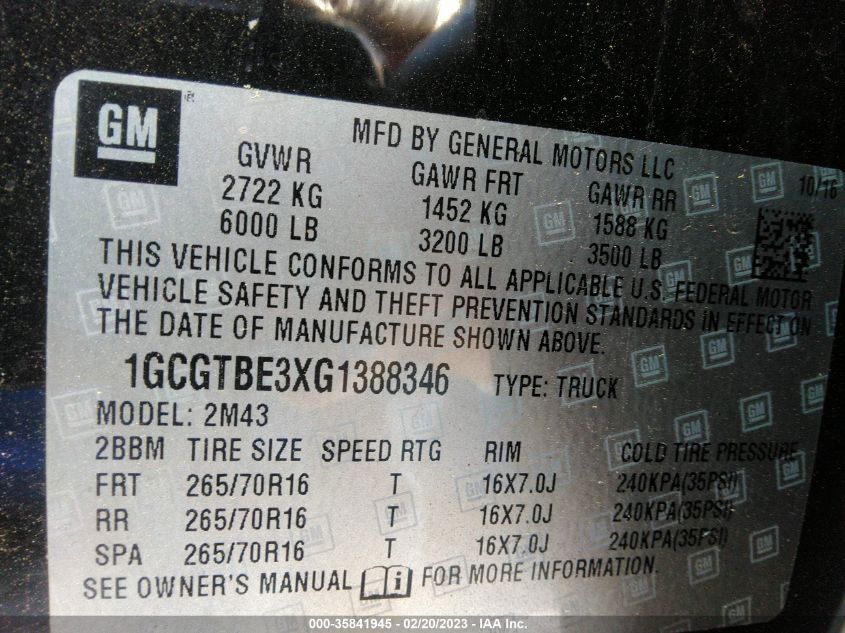 GM ®
MFD BY GENERAL MOTORS LLC
10/16
GVWR GAWR FRT GAWR RR
2722 KG 1452 KG 1588 KG
6000 LB 3200 LB 3500 LB
THIS VEHICLE CONFORMS TO ALL APPLICABLE U.S. FEDERAL MOTOR
VEHICLE SAFETY AND THEFT PREVENTION STANDARDS IN EFFECT ON
THE DATE OF MANUFACTURE SHOWN ABOVE.
1GCGTBE3XG1388346 TYPE: TRUCK
MODEL: 2M43
2BBM TIRE SIZE SPEED RTG RIM COLD TIRE PRESSURE
FRT 265/70R16 T 16X7.0J 240KPA(35PSI)
RR 265/70R16 T 16X7.0J 240KPA(35PSI)
SPA 265/70R16 T 16X7.0J 240KPA(35PSI)
SEE OWNER'S MANUAL i FOR MORE INFORMATION.
000-35841945 - 02/20/2023 - IAA Inc.